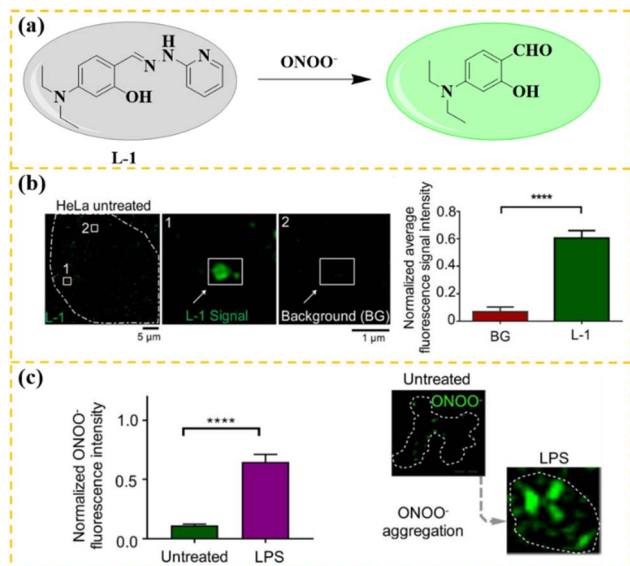 (a)
H
N
N
N
N
OH
ONOO⁻
CHO
N
OH
L-1
(b)
HeLa untreated
2
1
L-1
5 μm
1
L-1 Signal
2
Background (BG)
1 μm
Normalized average
fluorescence signal intensity
0.8
0.6
0.4
0.2
0.0
****
BG
L-1
(c)
Normalized ONOO⁻
fluorescence intensity
1.0
0.5
0.0
****
Untreated
LPS
Untreated
ONOO⁻
LPS
ONOO⁻
aggregation